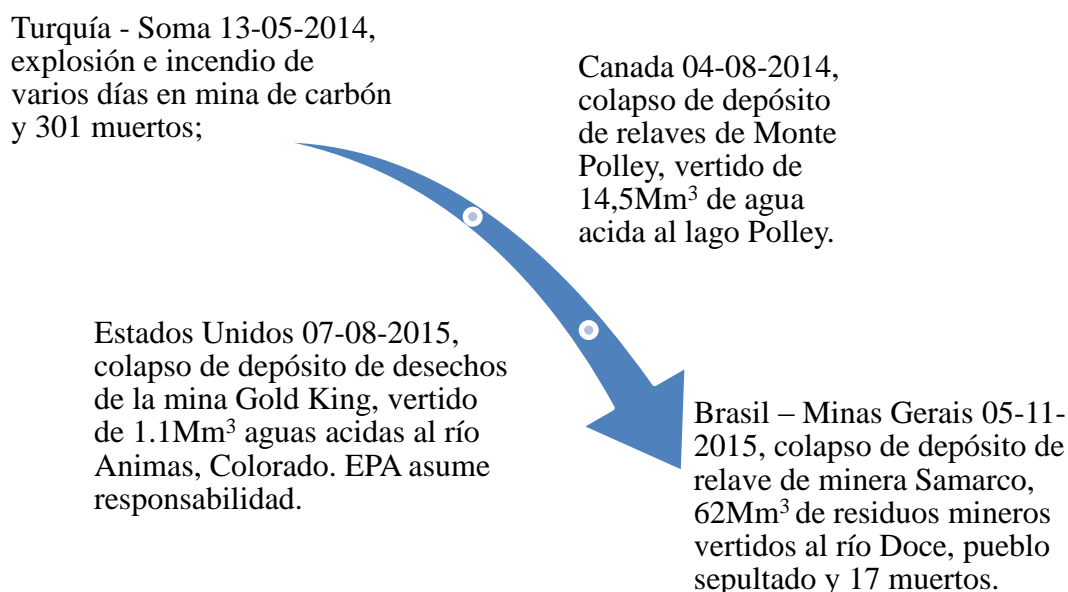 Turquía - Soma 13-05-2014,
explosión e incendio de
varios días en mina de carbón
y 301 muertos;
Canada 04-08-2014,
colapso de depósito
de relaves de Monte
Polley, vertido de
14,5Mm³ de agua
acida al lago Polley.
Estados Unidos 07-08-2015,
colapso de depósito de desechos
de la mina Gold King, vertido
de 1.1Mm³ aguas acidas al río
Animas, Colorado. EPA asume
responsabilidad.
Brasil – Minas Gerais 05-11-
2015, colapso de depósito de
relave de minera Samarco,
62Mm³ de residuos mineros
vertidos al río Doce, pueblo
sepultado y 17 muertos.